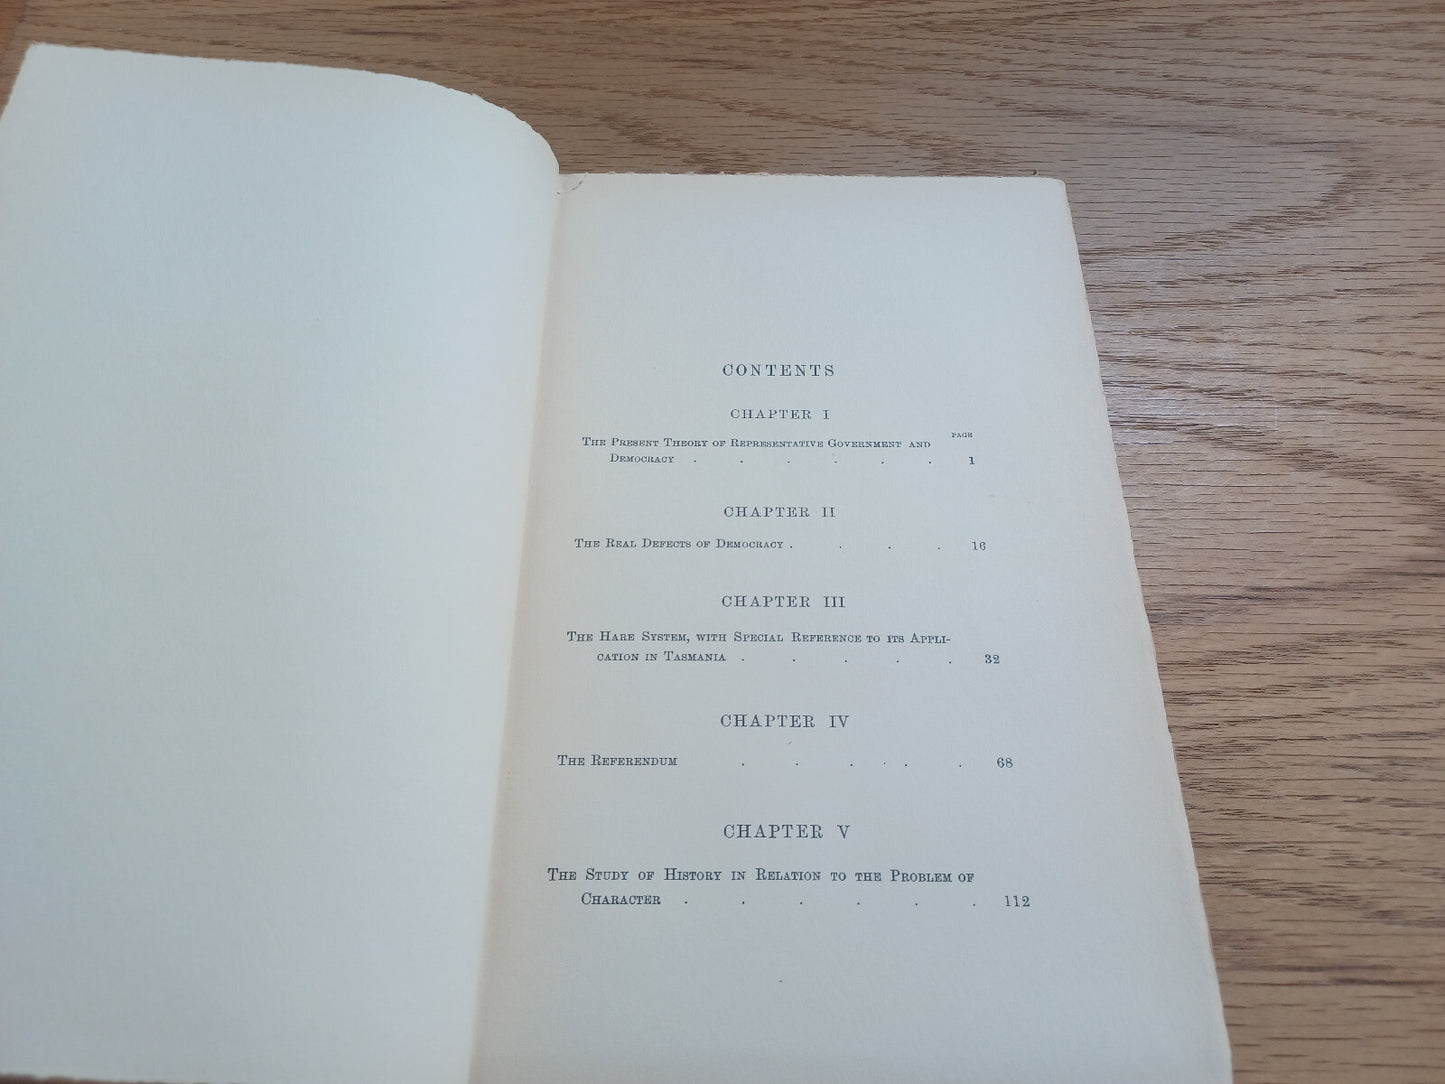 CONTENTS
CHAPTER I
PAGE
The Present Theory of Representative Government and
Democracy . . . . . . 1
CHAPTER II
The Real Defects of Democracy . . . . 16
CHAPTER III
The Hare System, with Special Reference to its Appli-
cation in Tasmania . . . . . 32
CHAPTER IV
The Referendum . . . . . 68
CHAPTER V
The Study of History in Relation to the Problem of
Character . . . . . . 112